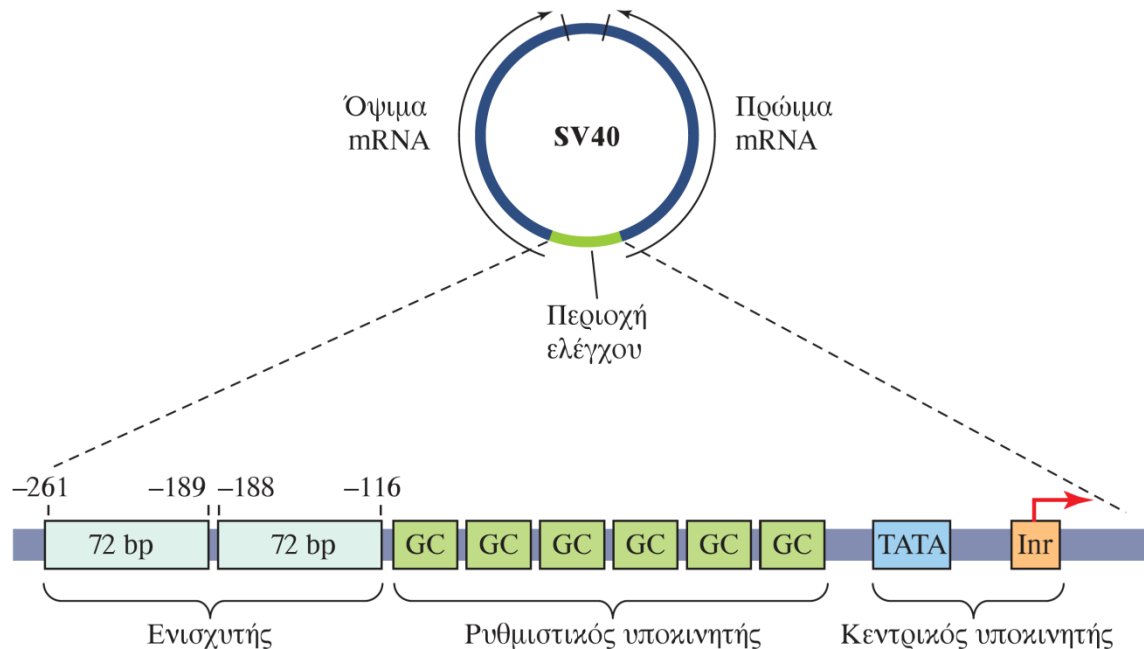 Όψιμα
mRNA
SV40
Πρώιμα
mRNA
Περιοχή
ελέγχου
–261 –189 –188 –116
72 bp 72 bp GC GC GC GC GC GC TATA Inr
Ενισχυτής Ρυθμιστικός υποκινητής Κεντρικός υποκινητής